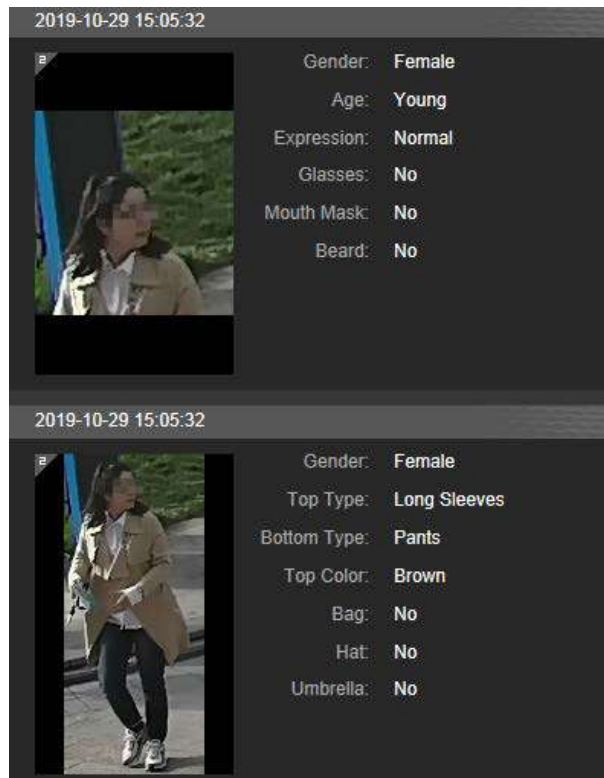 2019-10-29 15:05:32
2
Gender: Female
Age: Young
Expression: Normal
Glasses: No
Mouth Mask: No
Beard: No
2019-10-29 15:05:32
2
Gender: Female
Top Type: Long Sleeves
Bottom Type: Pants
Top Color: Brown
Bag: No
Hat: No
Umbrella: No